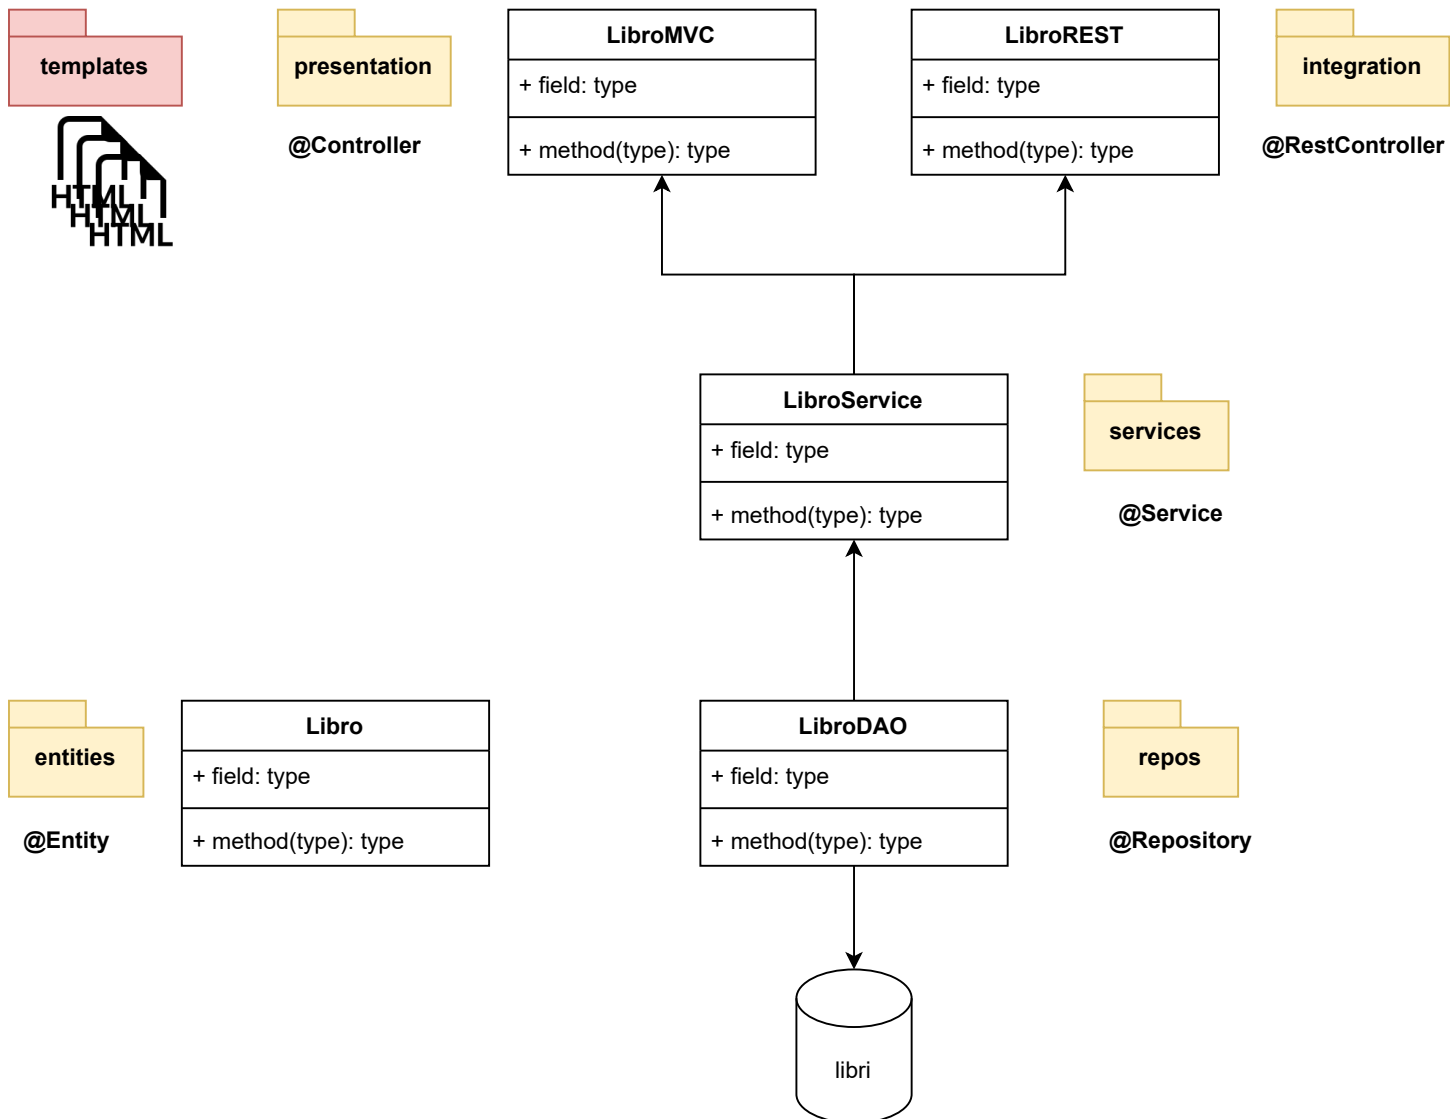 templates
presentation
LibroMVC
+ field: type
+ method(type): type
LibroREST
+ field: type
+ method(type): type
integration
HTML
HTML
HTML
@Controller
@RestController
LibroService
+ field: type
+ method(type): type
services
@Service
entities
@Entity
Libro
+ field: type
+ method(type): type
LibroDAO
+ field: type
+ method(type): type
repos
@Repository
libri